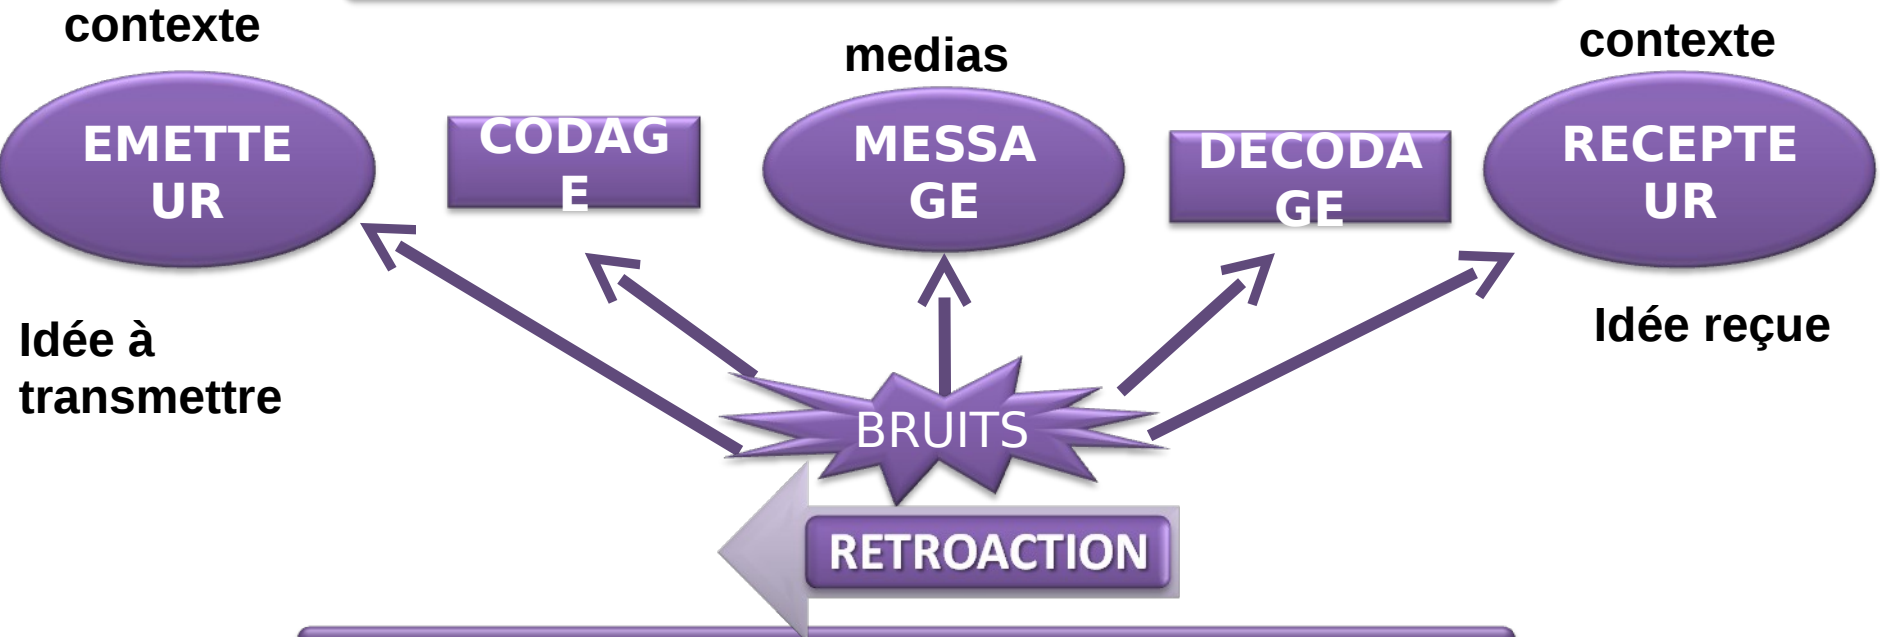 contexte
medias
contexte
EMETTE
UR
CODAG
E
MESSA
GE
DECODA
GE
RECEPTE
UR
Idée à
transmettre
Idée reçue
BRUITS
RETROACTION